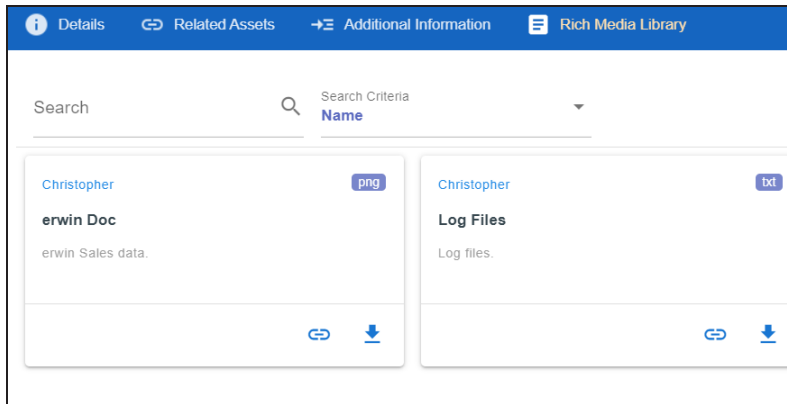 Details Related Assets Additional Information Rich Media Library
Search
Search Criteria
Name
Christopher png
erwin Doc
erwin Sales data.
Christopher txt
Log Files
Log files.